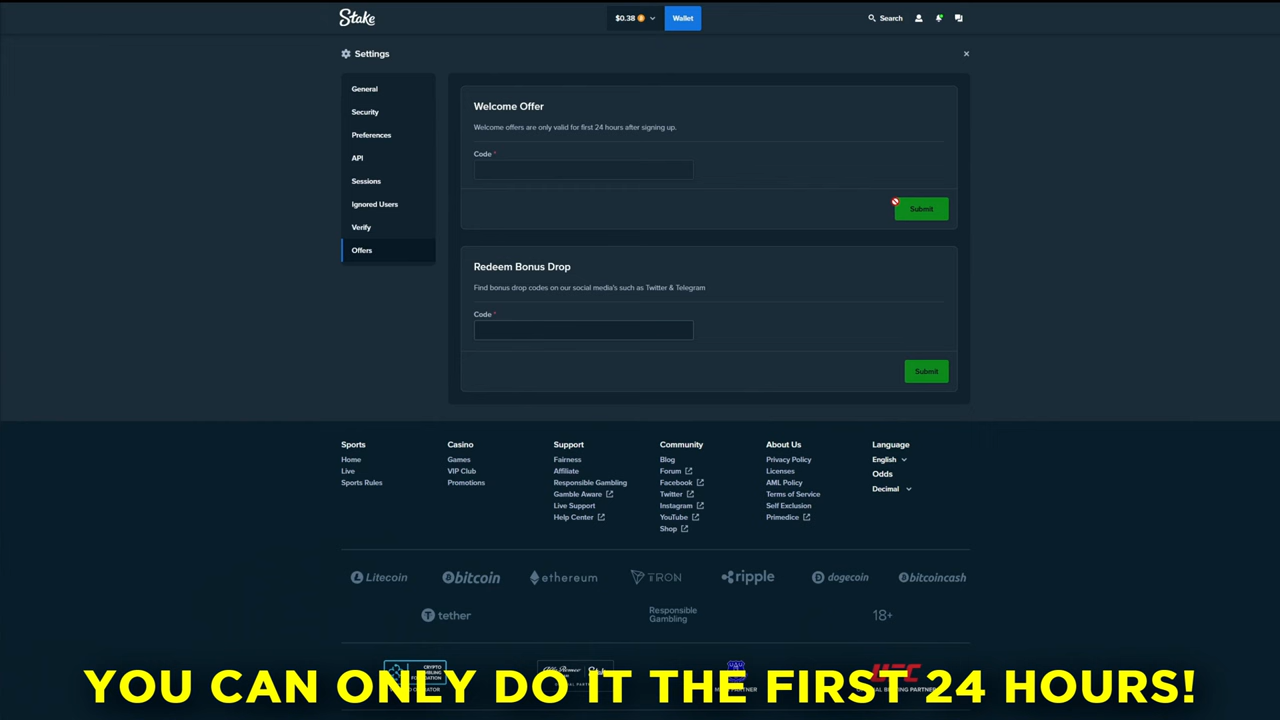 Stake
$0.38
Wallet
Search
Settings
General
Security
Preferences
API
Sessions
Ignored Users
Verify
Offers
Welcome Offer
Welcome offers are only valid for first 24 hours after signing up.
Code *
Submit
Redeem Bonus Drop
Find bonus drop codes on our social media's such as Twitter & Telegram
Code *
Submit
Sports
Home
Live
Sports Rules
Casino
Games
VIP Club
Promotions
Support
Fairness
Affiliate
Responsible Gambling
Gamble Aware
Live Support
Help Center
Community
Blog
Forum
Facebook
Twitter
Instagram
YouTube
Shop
About Us
Privacy Policy
Licenses
AML Policy
Terms of Service
Self Exclusion
Primedice
Language
English
Odds
Decimal
Litecoin
bitcoin
ethereum
TRON
ripple
dogecoin
bitcoincash
tether
Responsible
Gambling
18+
CRYPTO
GAMBLING
FOUNDATION
UFC
YOU CAN ONLY DO IT THE FIRST 24 HOURS!